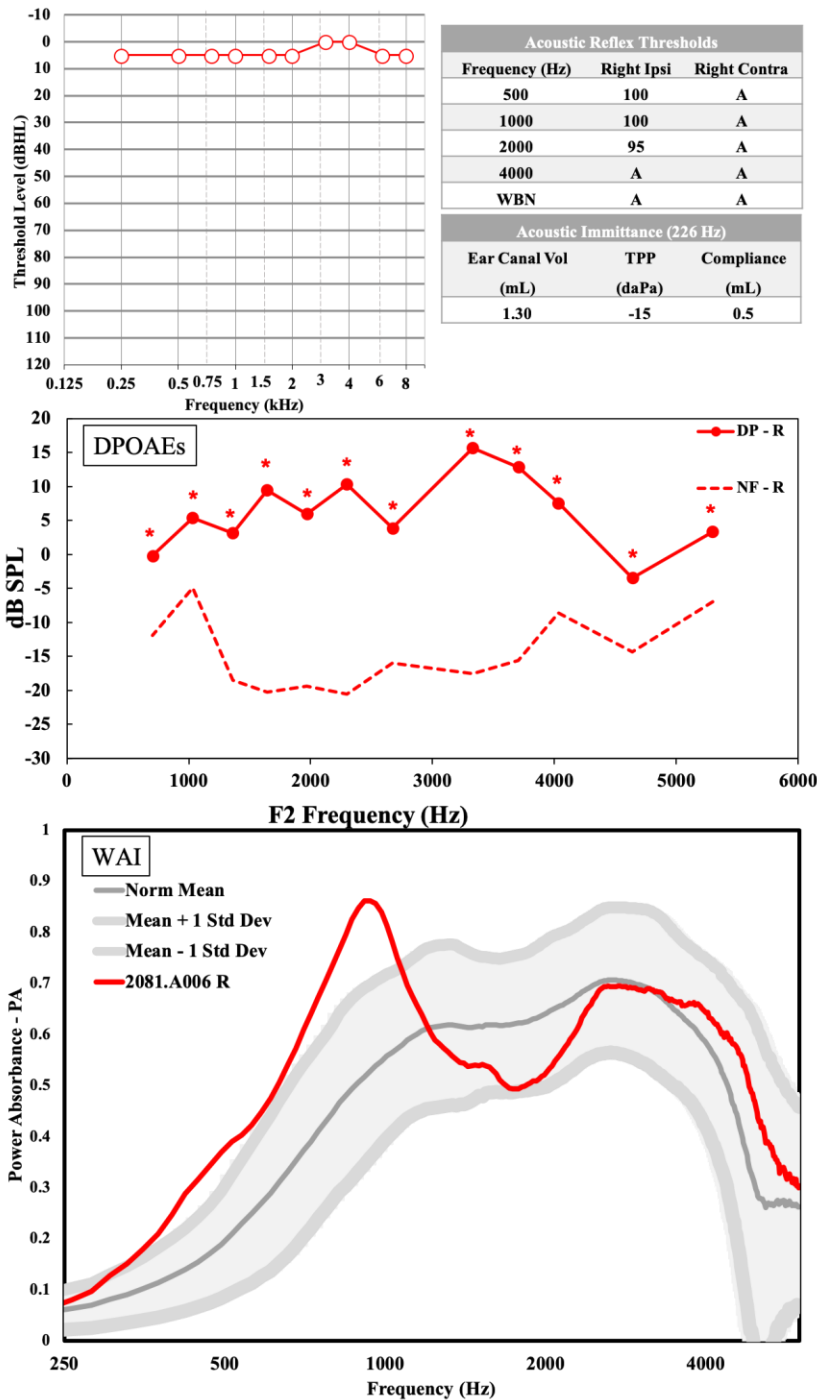 -10
0
10
20
30
40
50
60
70
80
90
100
110
120
Threshold Level (dBHL)
0.125 0.25 0.5 0.75 1 1.5 2 3 4 6 8
Frequency (kHz)
Acoustic Reflex Thresholds
Frequency (Hz) Right Ipsi Right Contra
500 100 A
1000 100 A
2000 95 A
4000 A A
WBN A A
Acoustic Immittance (226 Hz)
Ear Canal Vol TPP Compliance
(mL) (daPa) (mL)
1.30 -15 0.5
DPOAEs
DP - R
NF - R
* * * * * * * * * * * *
20
15
10
5
0
-5
-10
-15
-20
-25
-30
dB SPL
0 1000 2000 3000 4000 5000 6000
F2 Frequency (Hz)
WAI
Norm Mean
Mean + 1 Std Dev
Mean - 1 Std Dev
2081.A006 R
1
0.9
0.8
0.7
0.6
0.5
0.4
0.3
0.2
0.1
0
Power Absorbance - PA
250 500 1000 2000 4000
Frequency (Hz)